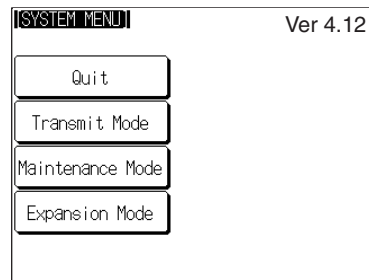 [SYSTEM MENU]
Ver 4.12
Quit
Transmit Mode
Maintenance Mode
Expansion Mode